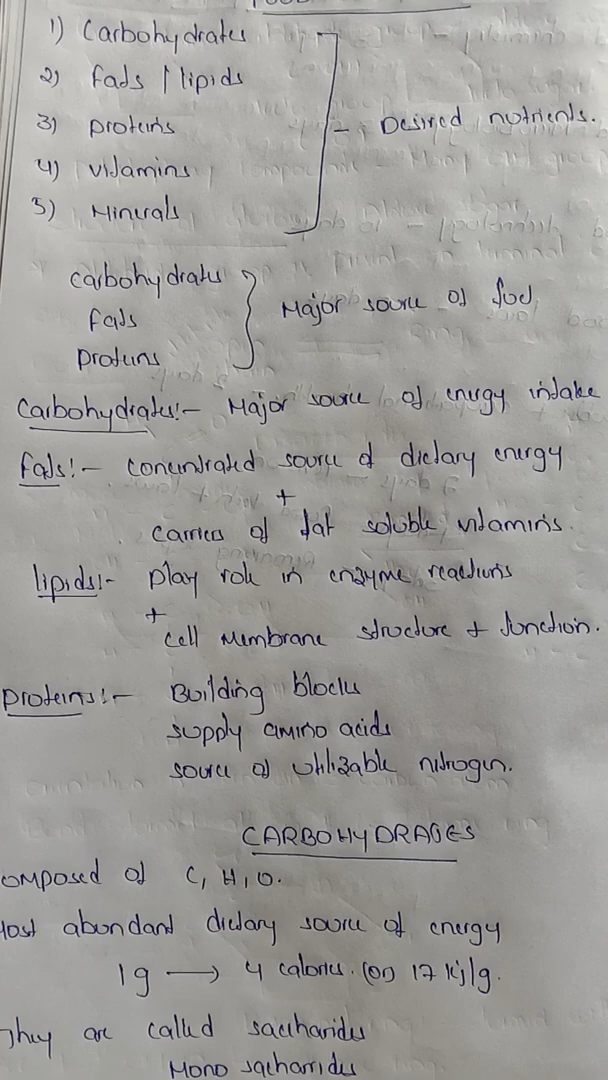 1) Carbohydrates
2) fats / lipids
3) proteins - Desired nutrients.
4) vitamins
5) Minerals
carbohydrates
fats Major source of fuel
proteins
Carbohydrates:- Major source of energy intake
fats:- concentrated source of dietary energy
+
carriers of fat soluble vitamins.
lipids:- play role in enzyme reactions
+
cell Membrane structure + function.
proteins:- Building blocks
supply amino acids
source of utilizable nitrogen.
CARBOHYDRATES
omposed of C, H, O.
ost abundant dietary source of energy
1g → 4 calories. (or) 17 kj/g.
They are called saccharides
Mono sacharrides